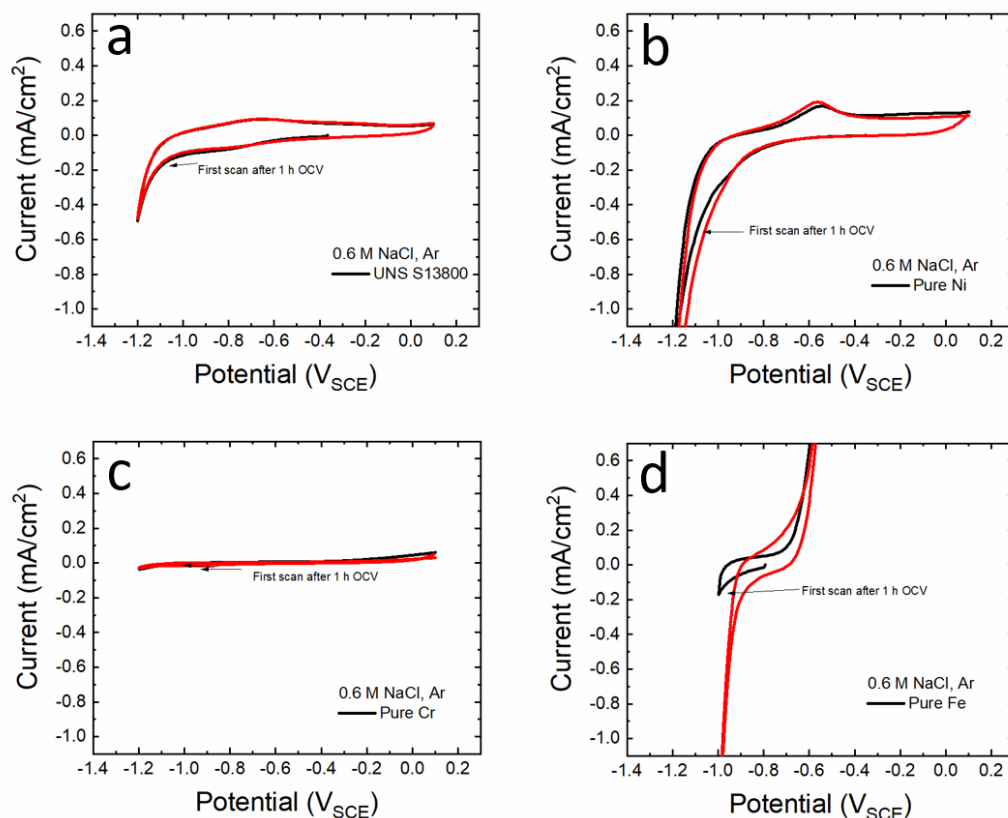 a
Current (mA/cm²)
0.6
0.4
0.2
0.0
-0.2
-0.4
-0.6
-0.8
-1.0
First scan after 1 h OCV
0.6 M NaCl, Ar
UNS S13800
-1.4 -1.2 -1.0 -0.8 -0.6 -0.4 -0.2 0.0 0.2
Potential (V_SCE)
b
Current (mA/cm²)
0.6
0.4
0.2
0.0
-0.2
-0.4
-0.6
-0.8
-1.0
First scan after 1 h OCV
0.6 M NaCl, Ar
Pure Ni
-1.4 -1.2 -1.0 -0.8 -0.6 -0.4 -0.2 0.0 0.2
Potential (V_SCE)
c
Current (mA/cm²)
0.6
0.4
0.2
0.0
-0.2
-0.4
-0.6
-0.8
-1.0
First scan after 1 h OCV
0.6 M NaCl, Ar
Pure Cr
-1.4 -1.2 -1.0 -0.8 -0.6 -0.4 -0.2 0.0 0.2
Potential (V_SCE)
d
Current (mA/cm²)
0.6
0.4
0.2
0.0
-0.2
-0.4
-0.6
-0.8
-1.0
First scan after 1 h OCV
0.6 M NaCl, Ar
Pure Fe
-1.4 -1.2 -1.0 -0.8 -0.6 -0.4 -0.2 0.0 0.2
Potential (V_SCE)